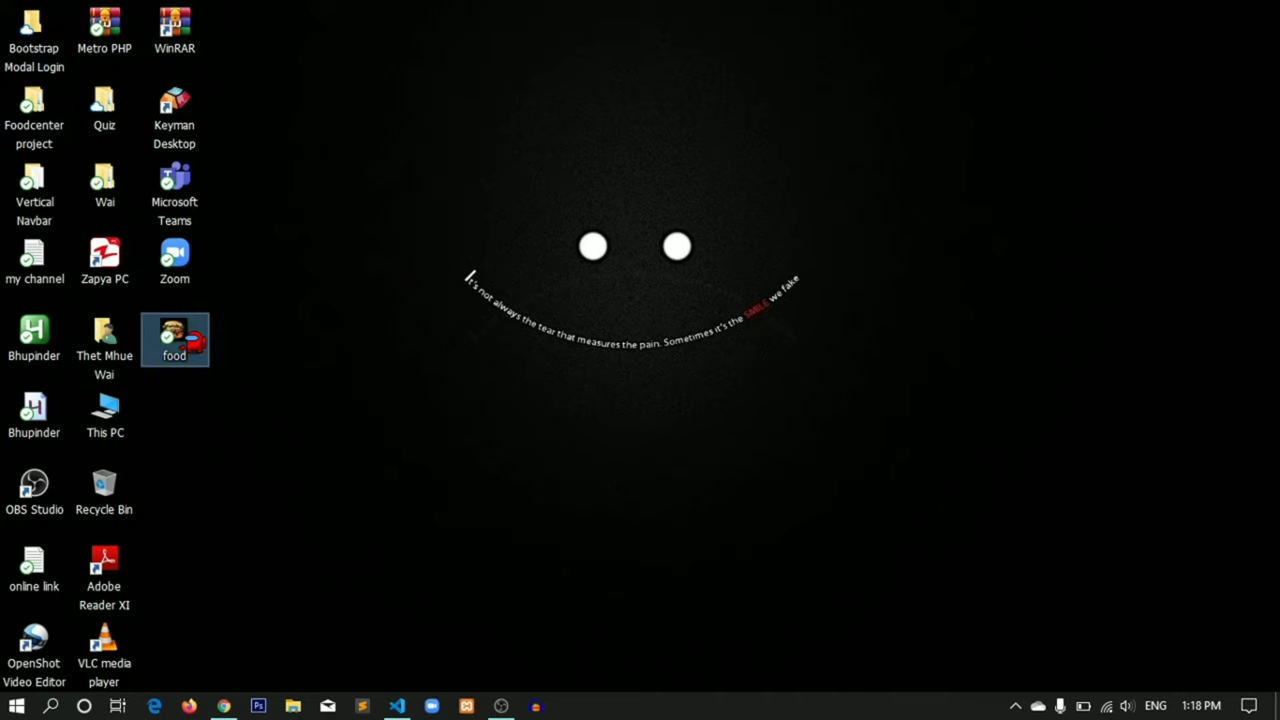 Bootstrap
Modal Login
Metro PHP
WinRAR
Foodcenter
project
Quiz
Keyman
Desktop
Vertical
Navbar
Wai
Microsoft
Teams
my channel
Zapya PC
Zoom
Bhupinder
Thet Mhue
Wai
food
Bhupinder
This PC
OBS Studio
Recycle Bin
online link
Adobe
Reader XI
OpenShot
Video Editor
VLC media
player
It's not always the tear that measures the pain. Sometimes it's the SMILE we fake
Ps
ENG
1:18 PM